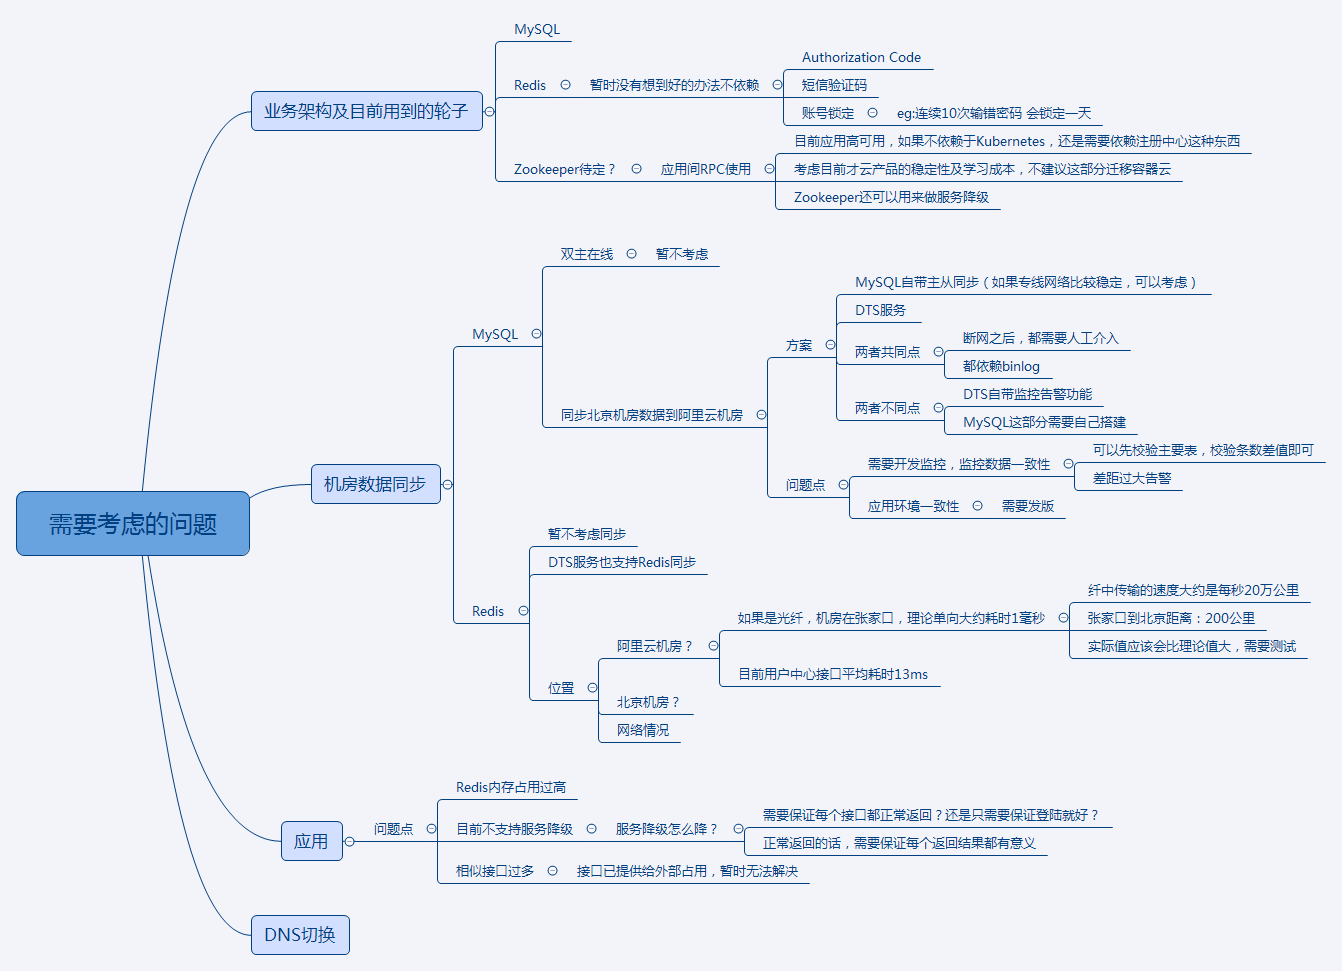 需要考虑的问题
业务架构及目前用到的轮子
MySQL
Redis
暂时没有想到好的办法不依赖
Authorization Code
短信验证码
账号锁定
eg:连续10次输错密码 会锁定一天
Zookeeper待定？
应用间RPC使用
目前应用高可用，如果不依赖于Kubernetes，还是需要依赖注册中心这种东西
考虑目前才云产品的稳定性及学习成本，不建议这部分迁移容器云
Zookeeper还可以用来做服务降级
机房数据同步
MySQL
双主在线
暂不考虑
同步北京机房数据到阿里云机房
方案
MySQL自带主从同步（如果专线网络比较稳定，可以考虑）
DTS服务
两者共同点
断网之后，都需要人工介入
都依赖binlog
两者不同点
DTS自带监控告警功能
MySQL这部分需要自己搭建
问题点
需要开发监控，监控数据一致性
可以先校验主要表，校验条数差值即可
差距过大告警
应用环境一致性
需要发版
Redis
暂不考虑同步
DTS服务也支持Redis同步
位置
阿里云机房？
如果是光纤，机房在张家口，理论单向大约耗时1毫秒
纤中传输的速度大约是每秒20万公里
张家口到北京距离：200公里
实际值应该会比理论值大，需要测试
目前用户中心接口平均耗时13ms
北京机房？
网络情况
应用
问题点
Redis内存占用过高
目前不支持服务降级
服务降级怎么降？
需要保证每个接口都正常返回？还是只需要保证登陆就好？
正常返回的话，需要保证每个返回结果都有意义
相似接口过多
接口已提供给外部占用，暂时无法解决
DNS切换